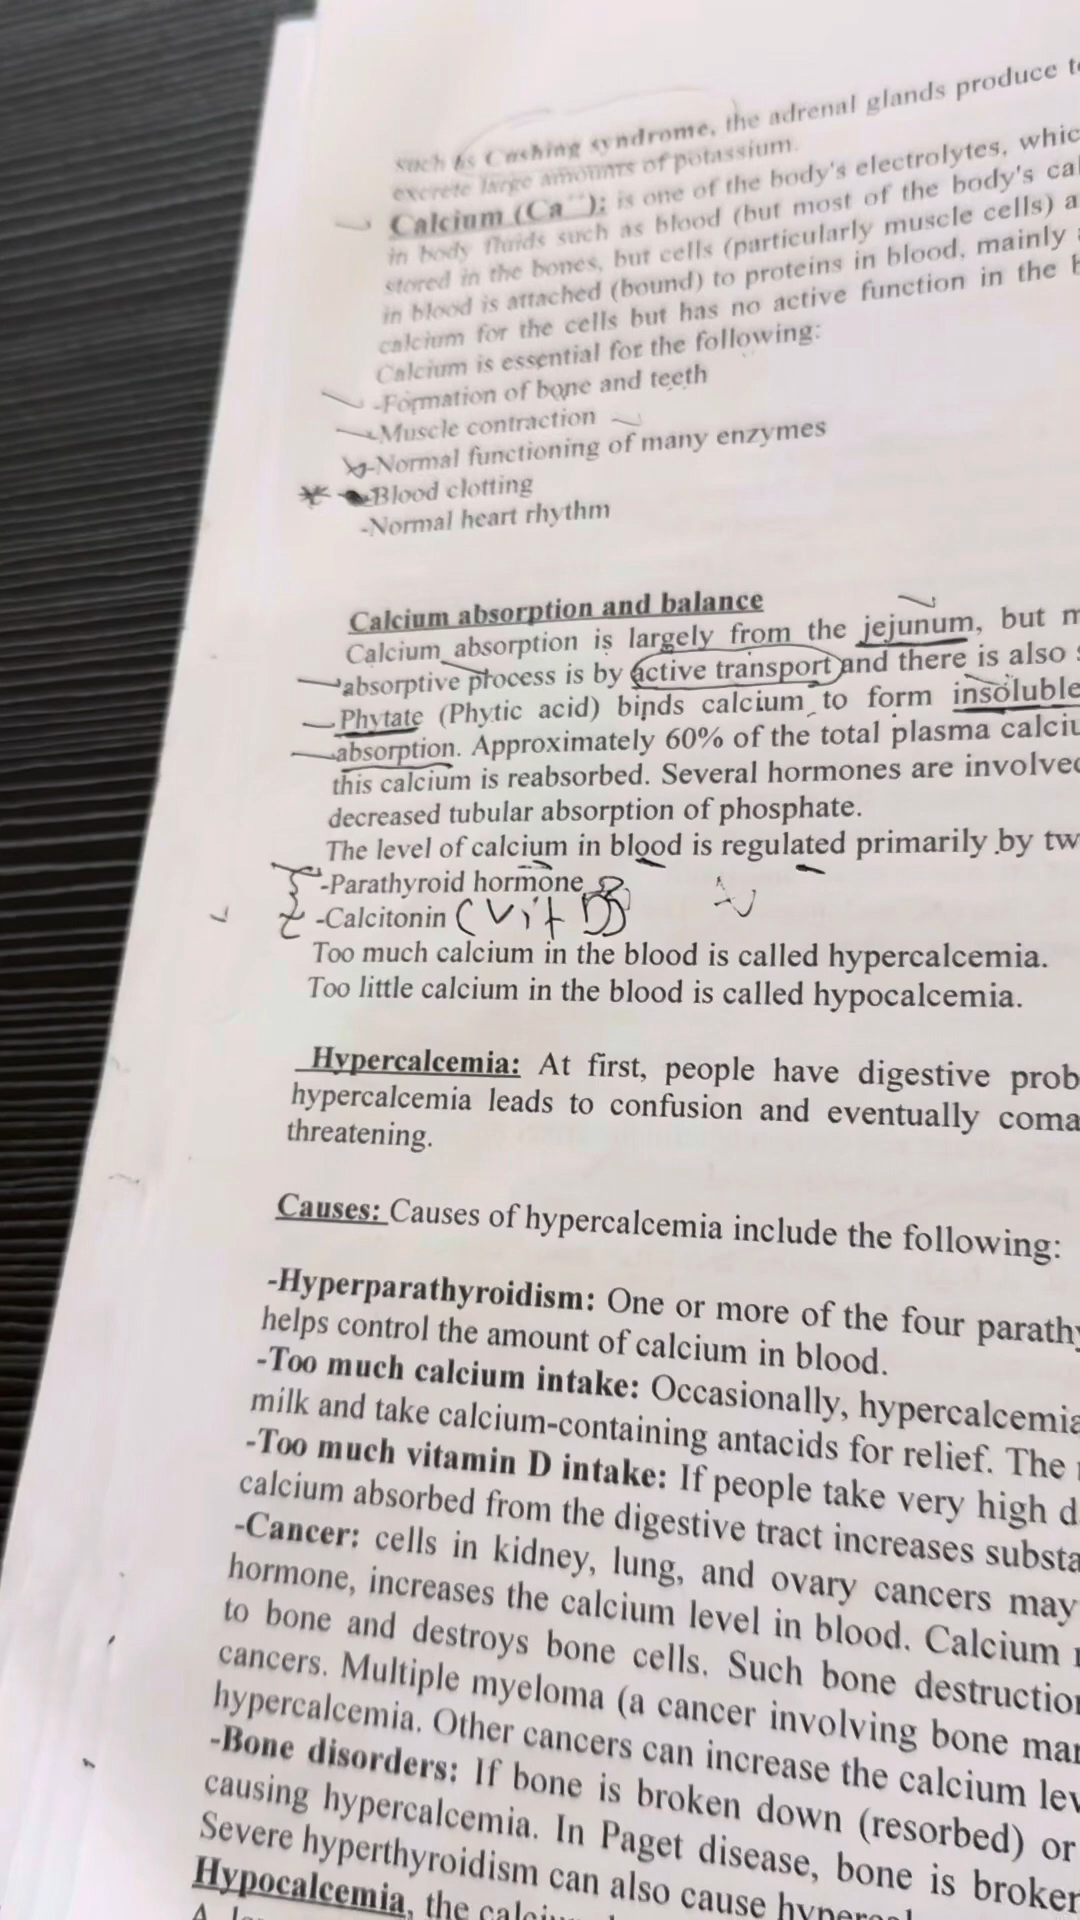 such as Cushing syndrome, the adrenal glands produce
excrete large amounts of potassium.
Calcium (Ca⁺⁺): is one of the body's electrolytes, whic
in body fluids such as blood (but most of the body's cal
stored in the bones, but cells (particularly muscle cells) a
in blood is attached (bound) to proteins in blood, mainly
calcium for the cells but has no active function in the b
Calcium is essential for the following:
-Formation of bone and teeth
-Muscle contraction
-Normal functioning of many enzymes
-Blood clotting
-Normal heart rhythm
Calcium absorption and balance
Calcium absorption is largely from the jejunum, but m
absorptive process is by active transport and there is also s
Phytate (Phytic acid) binds calcium to form insoluble
absorption. Approximately 60% of the total plasma calciu
this calcium is reabsorbed. Several hormones are involved
decreased tubular absorption of phosphate.
The level of calcium in blood is regulated primarily by tw
-Parathyroid hormone
-Calcitonin (Vit D)
Too much calcium in the blood is called hypercalcemia.
Too little calcium in the blood is called hypocalcemia.
Hypercalcemia: At first, people have digestive prob
hypercalcemia leads to confusion and eventually coma
threatening.
Causes: Causes of hypercalcemia include the following:
-Hyperparathyroidism: One or more of the four parathy
helps control the amount of calcium in blood.
-Too much calcium intake: Occasionally, hypercalcemia
milk and take calcium-containing antacids for relief. The
-Too much vitamin D intake: If people take very high d
calcium absorbed from the digestive tract increases substa
-Cancer: cells in kidney, lung, and ovary cancers may
hormone, increases the calcium level in blood. Calcium
to bone and destroys bone cells. Such bone destruction
cancers. Multiple myeloma (a cancer involving bone mar
hypercalcemia. Other cancers can increase the calcium lev
-Bone disorders: If bone is broken down (resorbed) or
causing hypercalcemia. In Paget disease, bone is broken
Severe hyperthyroidism can also cause hypercal
Hypocalcemia, the calciu